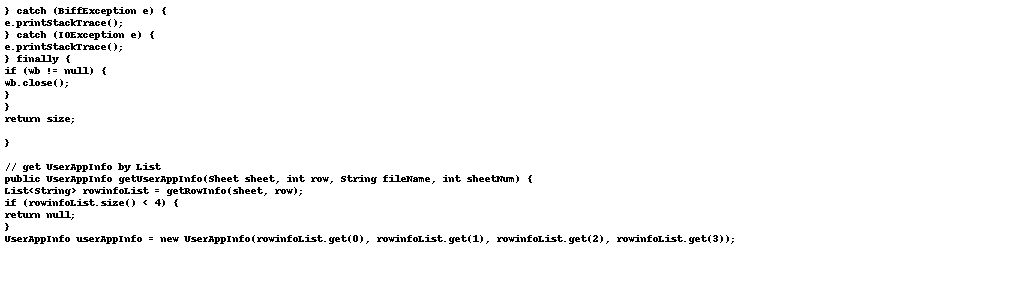 } catch (BiffException e) {
e.printStackTrace();
} catch (IOException e) {
e.printStackTrace();
} finally {
if (wb != null) {
wb.close();
}
}
return size;
}
// get UserAppInfo by List
public UserAppInfo getUserAppInfo(Sheet sheet, int row, String fileName, int sheetNum) {
List<String> rowinfoList = getRowInfo(sheet, row);
if (rowinfoList.size() < 4) {
return null;
}
UserAppInfo userAppInfo = new UserAppInfo(rowinfoList.get(0), rowinfoList.get(1), rowinfoList.get(2), rowinfoList.get(3));